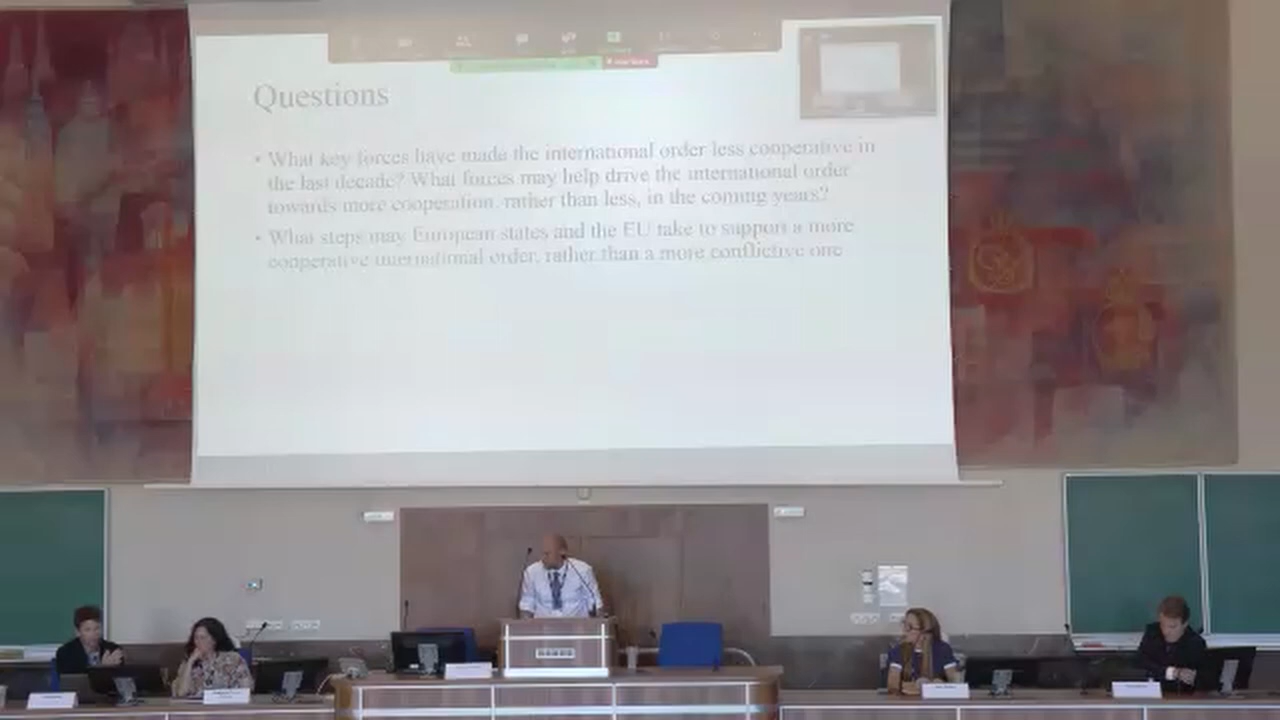 Questions
• What key forces have made the international order less cooperative in
the last decade? What forces may help drive the international order
towards more cooperation, rather than less, in the coming years?
• What steps may European states and the EU take to support a more
cooperative international order, rather than a more conflictive one